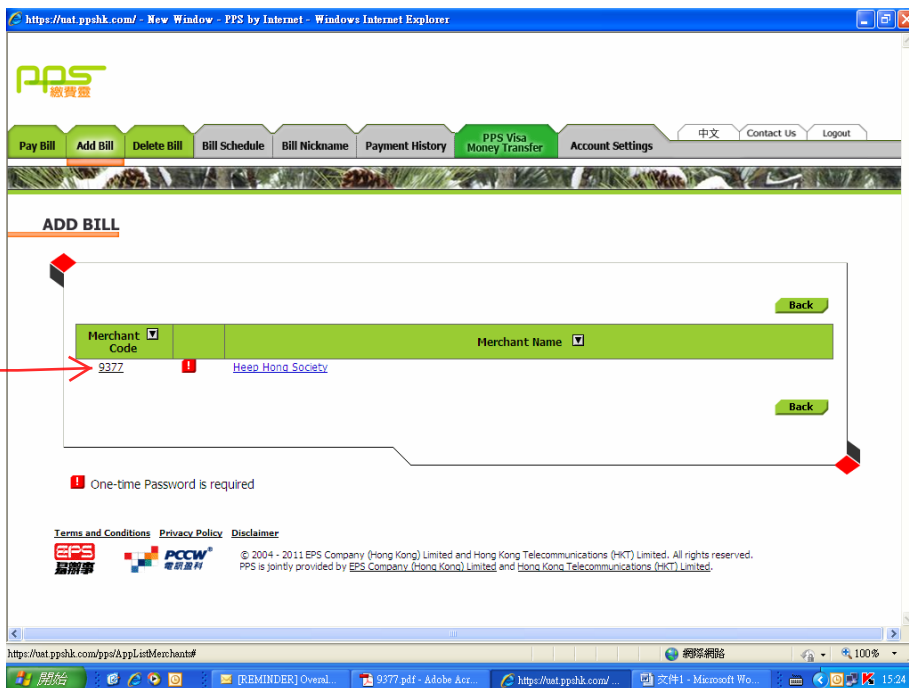 https://uat.ppshk.com/ - New Window - PPS by Internet - Windows Internet Explorer
pps
繳費靈
中文 Contact Us Logout
Pay Bill Add Bill Delete Bill Bill Schedule Bill Nickname Payment History PPS Visa Money Transfer Account Settings
ADD BILL
Back
Merchant Code Merchant Name
9377 ! Heep Hong Society
Back
! One-time Password is required
Terms and Conditions Privacy Policy Disclaimer
EPS
易辦事
PCCW®
電訊盈科
© 2004 - 2011 EPS Company (Hong Kong) Limited and Hong Kong Telecommunications (HKT) Limited. All rights reserved.
PPS is jointly provided by EPS Company (Hong Kong) Limited and Hong Kong Telecommunications (HKT) Limited.
https://uat.ppshk.com/pps/AppListMerchants# 網際網路 100%
開始 [REMINDER] Overal... 9377.pdf - Adobe Acr... https://uat.ppshk.com/ ... 文件1 - Microsoft Wo... 15:24